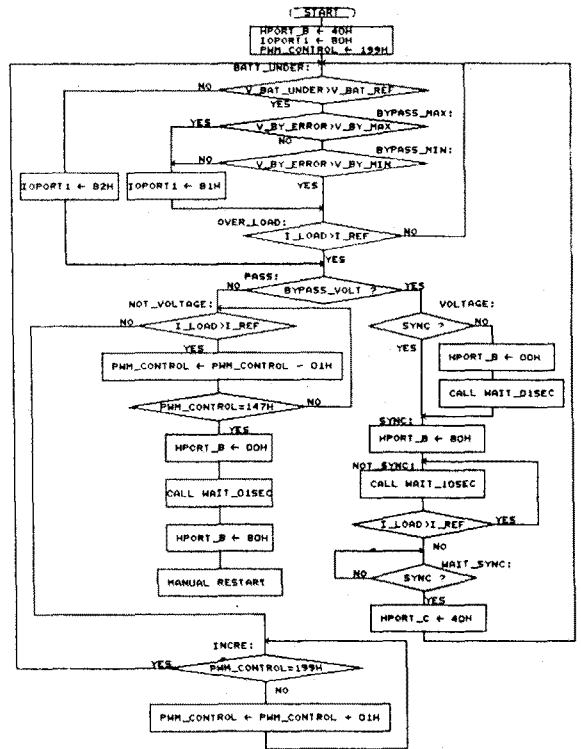 START
HPORT_B ← 40H
IOPORT1 ← 80H
PWM_CONTROL ← 199H
BATT_UNDER:
NO
V_BAT_UNDER>V_BAT_REF
YES
BYPASS_MAX:
YES
V_BY_ERROR>V_BY_MAX
NO
BYPASS_MIN:
NO
V_BY_ERROR>V_BY_MIN
YES
IOPORT1 ← 82H
IOPORT1 ← 81H
OVER_LOAD:
I_LOAD>I_REF
NO
YES
PASS:
NO
BYPASS_VOLT ?
YES
NOT_VOLTAGE:
VOLTAGE:
NO
I_LOAD>I_REF
SYNC ?
NO
YES
YES
HPORT_B ← 00H
PWM_CONTROL ← PWM_CONTROL - 01H
CALL WAIT_01SEC
PWM_CONTROL=147H
NO
SYNC:
YES
HPORT_B ← 80H
HPORT_B ← 00H
NOT_SYNC:
CALL WAIT_10SEC
CALL WAIT_01SEC
I_LOAD>I_REF
YES
HPORT_B ← 80H
NO
WAIT_SYNC:
MANUAL RESTART
NO
SYNC ?
YES
HPORT_C ← 40H
INCRE:
YES
PWM_CONTROL=199H
NO
PWM_CONTROL ← PWM_CONTROL + 01H